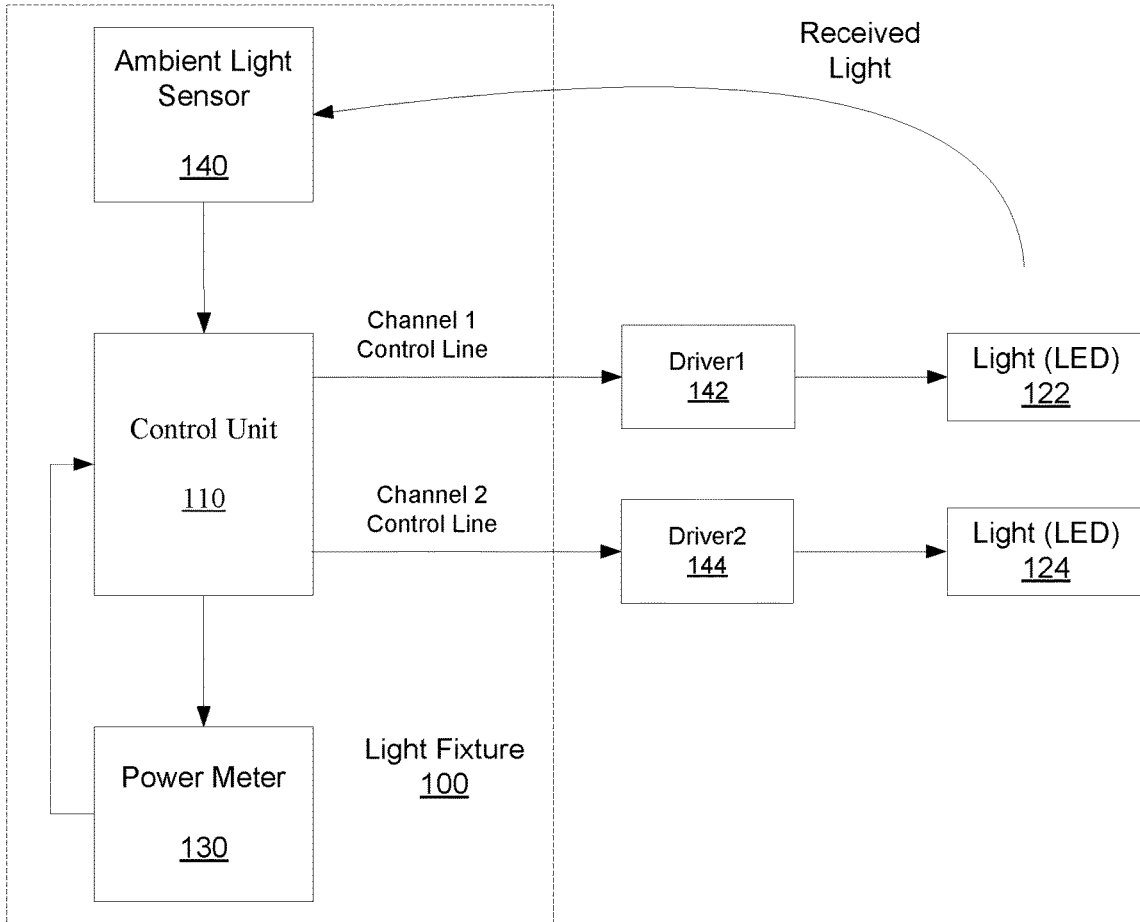 Ambient Light
Sensor
140
Received
Light
Channel 1
Control Line
Driver1
142
Light (LED)
122
Control Unit
110
Channel 2
Control Line
Driver2
144
Light (LED)
124
Power Meter
130
Light Fixture
100